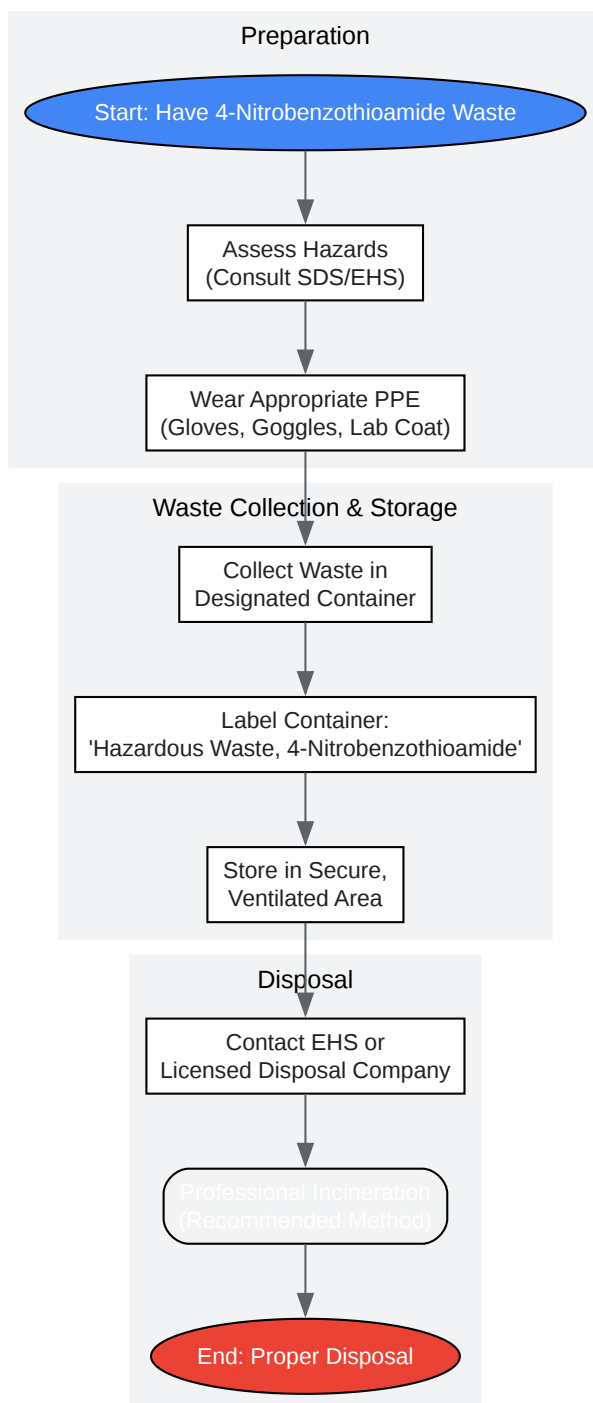 Preparation
Start: Have 4-Nitrobenzothioamide Waste
Assess Hazards
(Consult SDS/EHS)
Wear Appropriate PPE
(Gloves, Goggles, Lab Coat)
Waste Collection & Storage
Collect Waste in
Designated Container
Label Container:
'Hazardous Waste, 4-Nitrobenzothioamide'
Store in Secure,
Ventilated Area
Disposal
Contact EHS or
Licensed Disposal Company
Professional Incineration
(Recommended Method)
End: Proper Disposal